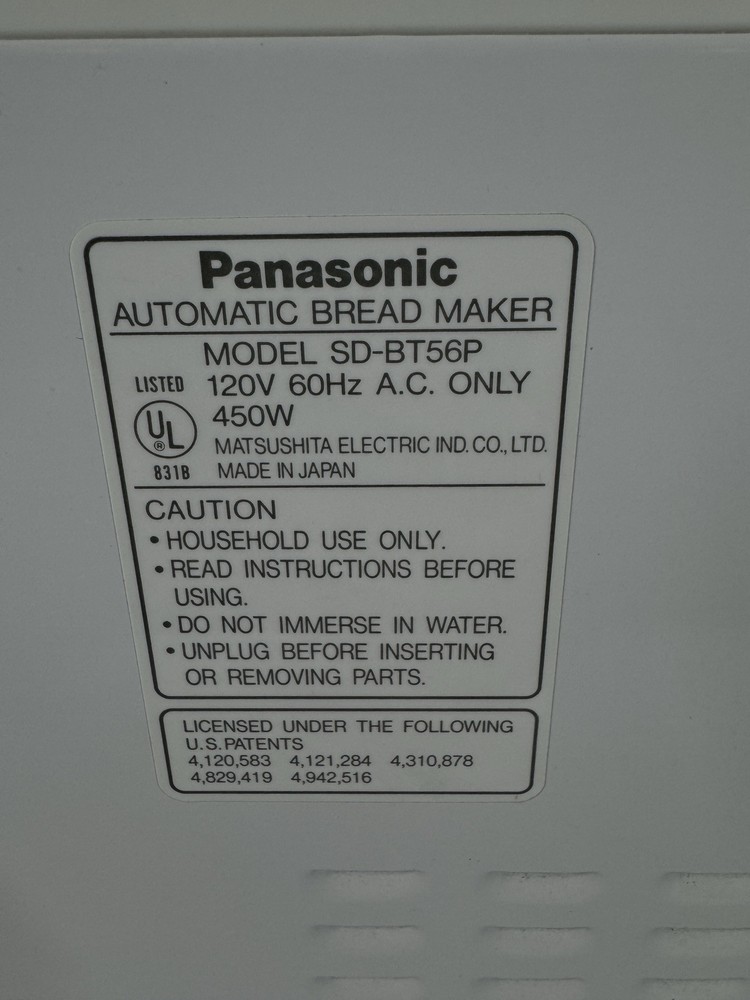 Panasonic
AUTOMATIC BREAD MAKER
MODEL SD-BT56P
LISTED 120V 60Hz A.C. ONLY
UL ® 450W
MATSUSHITA ELECTRIC IND. CO., LTD.
831B MADE IN JAPAN
CAUTION
• HOUSEHOLD USE ONLY.
• READ INSTRUCTIONS BEFORE
USING.
• DO NOT IMMERSE IN WATER.
• UNPLUG BEFORE INSERTING
OR REMOVING PARTS.
LICENSED UNDER THE FOLLOWING
U.S. PATENTS
4,120,583 4,121,284 4,310,878
4,829,419 4,942,516